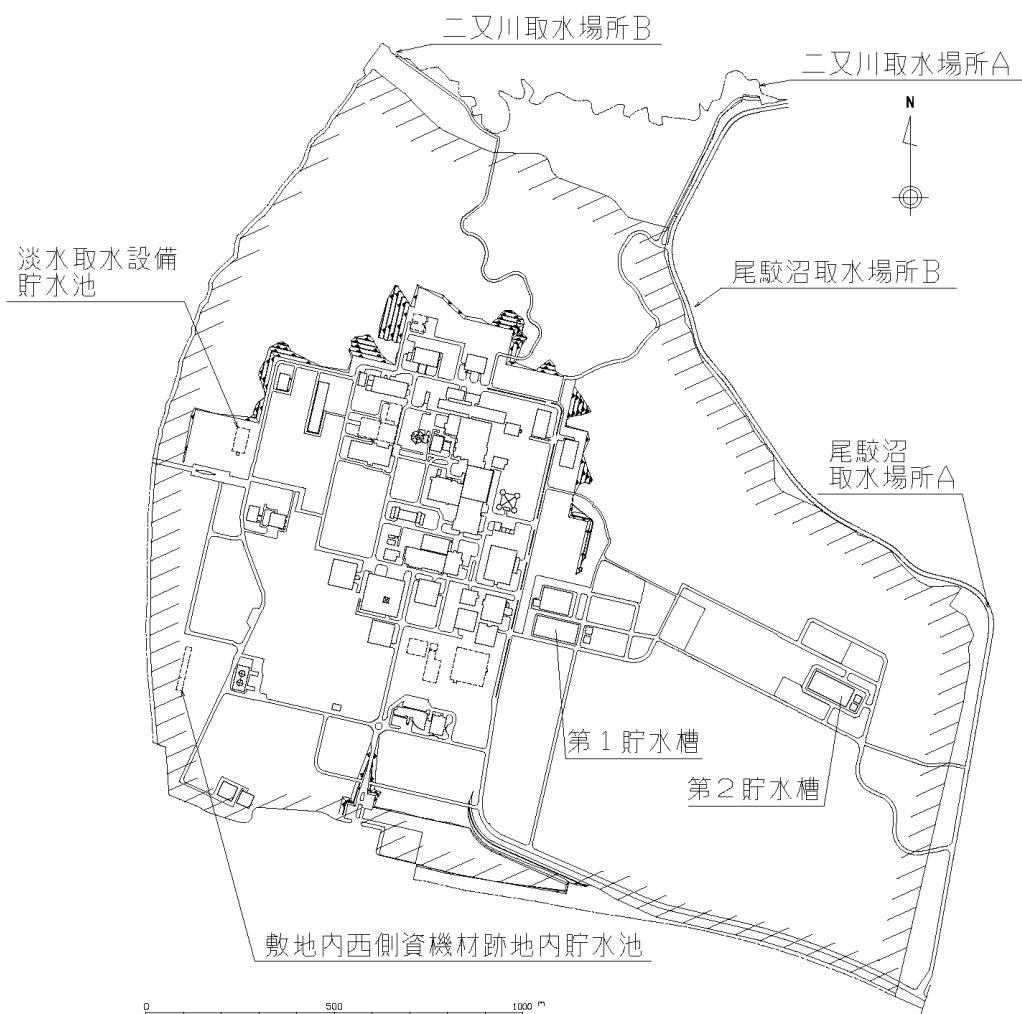 二又川取水場所B
二又川取水場所A
N
淡水取水設備
貯水池
尾駮沼取水場所B
尾駮沼
取水場所A
第1貯水槽
第2貯水槽
敷地内西側資機材跡地内貯水池
0 500 1000 m